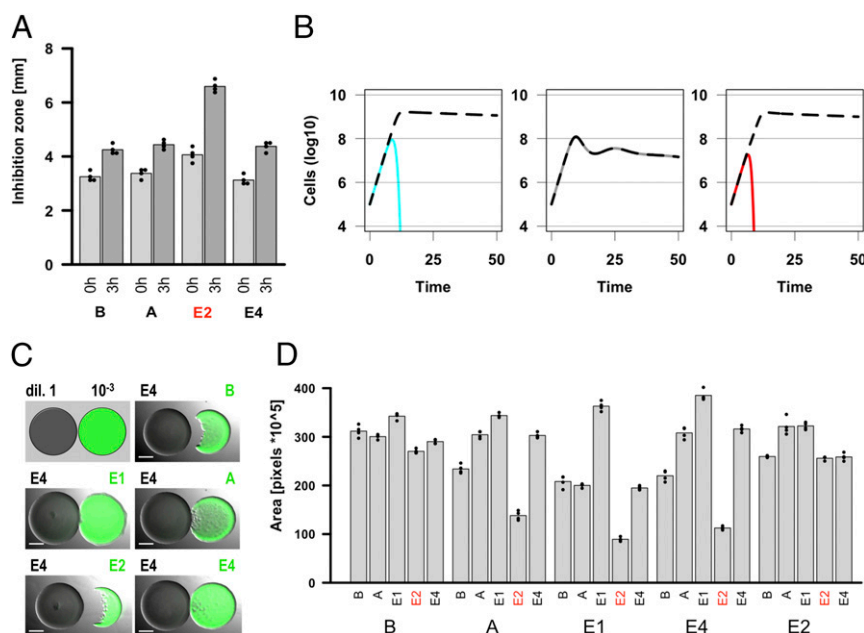 A
Inhibition zone [mm]
8
6
4
2
0
0h 3h 0h 3h 0h 3h 0h 3h
B A E2 E4
B
Cells (log10)
10 10 10
8 8 8
6 6 6
4 4 4
0 25 50 0 25 50 0 25 50
Time Time Time
C
dil. 1 10-3 E4 B
E4 E1 E4 A
E4 E2 E4 E4
D
Area [pixels *10^5]
400
300
200
100
0
B A E1 E2 E4 B A E1 E2 E4 B A E1 E2 E4 B A E1 E2 E4 B A E1 E2 E4
B A E1 E4 E2